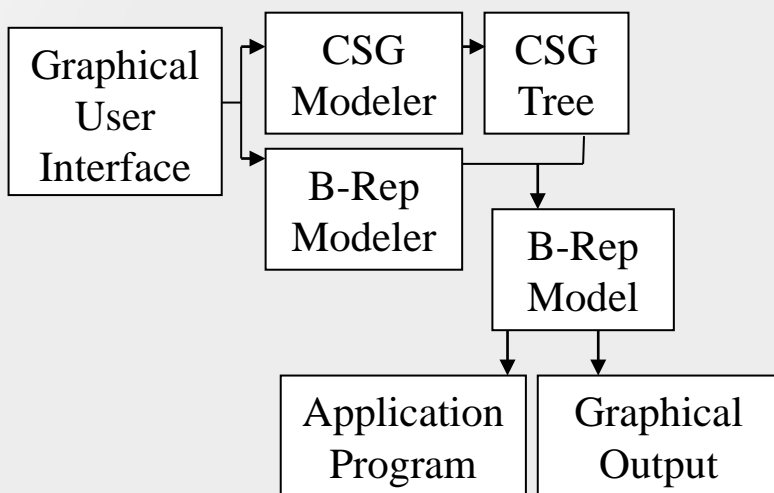 Graphical
User
Interface
CSG
Modeler
CSG
Tree
B-Rep
Modeler
B-Rep
Model
Application
Program
Graphical
Output